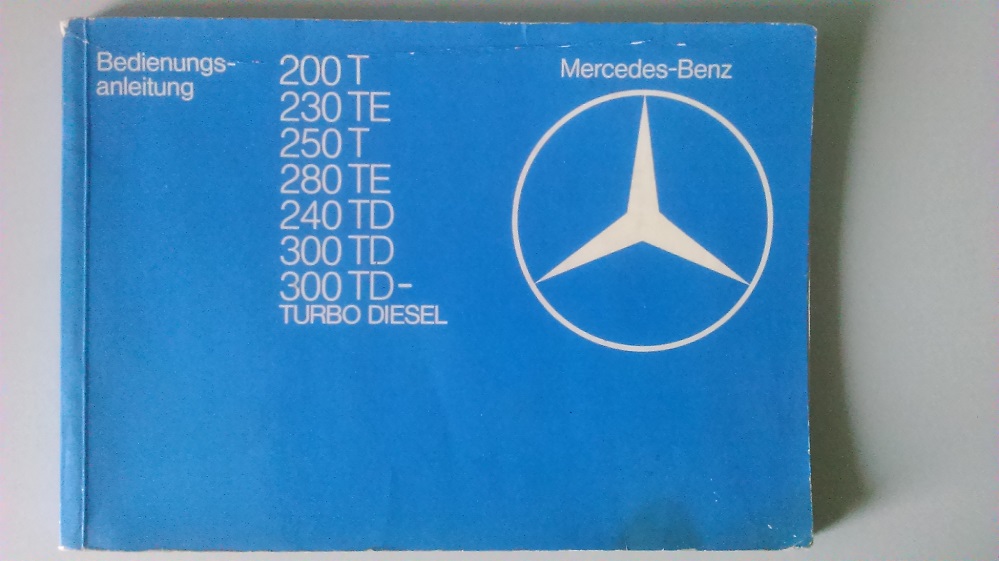 Bedienungs-
anleitung
200 T
230 TE
250 T
280 TE
240 TD
300 TD
300 TD-
TURBO DIESEL
Mercedes-Benz